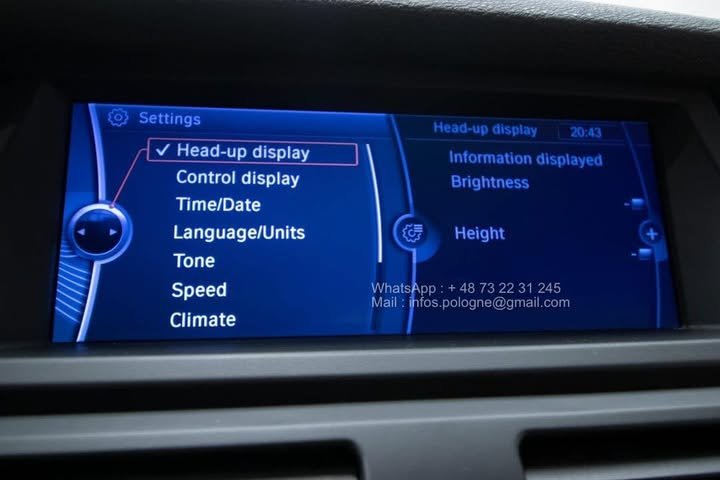 Settings
Head-up display
Control display
Time/Date
Language/Units
Tone
Speed
Climate
Head-up display 20:43
Information displayed
Brightness
Height
WhatsApp : + 48 73 22 31 245
Mail : infos.pologne@gmail.com